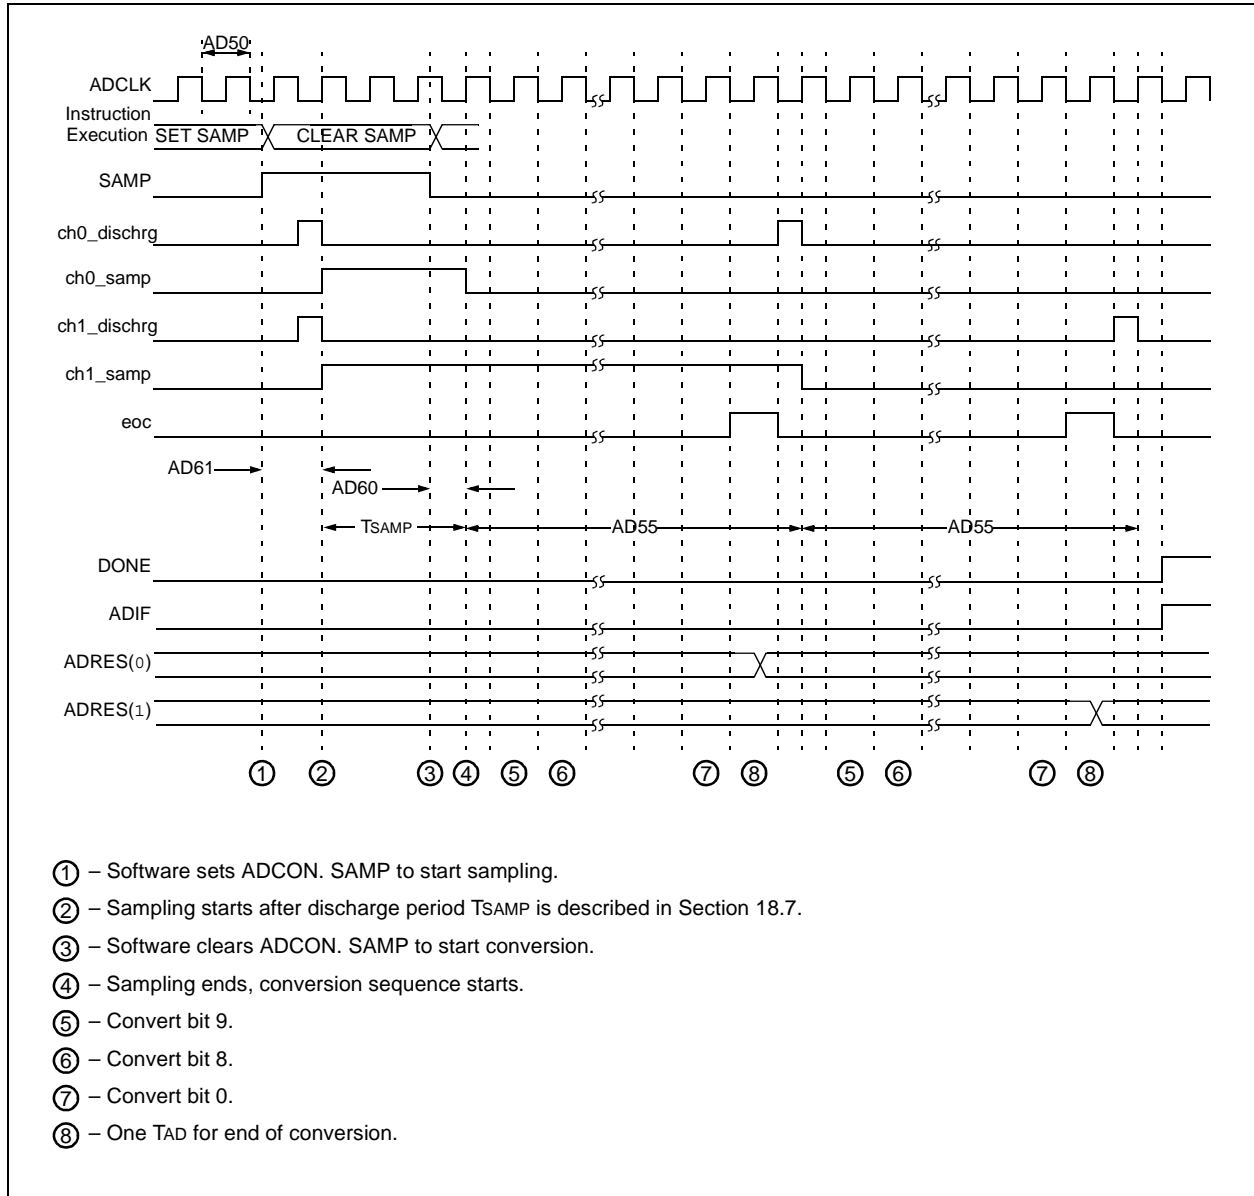 AD50
ADCLK
Instruction
Execution SET SAMP CLEAR SAMP
SAMP
ch0_dischrg
ch0_samp
ch1_dischrg
ch1_samp
eoc
AD61
AD60
TSAMP AD55 AD55
DONE
ADIF
ADRES(0)
ADRES(1)
1 2 3 4 5 6 7 8 5 6 7 8
1 – Software sets ADCON. SAMP to start sampling.
2 – Sampling starts after discharge period TSAMP is described in Section 18.7.
3 – Software clears ADCON. SAMP to start conversion.
4 – Sampling ends, conversion sequence starts.
5 – Convert bit 9.
6 – Convert bit 8.
7 – Convert bit 0.
8 – One TAD for end of conversion.